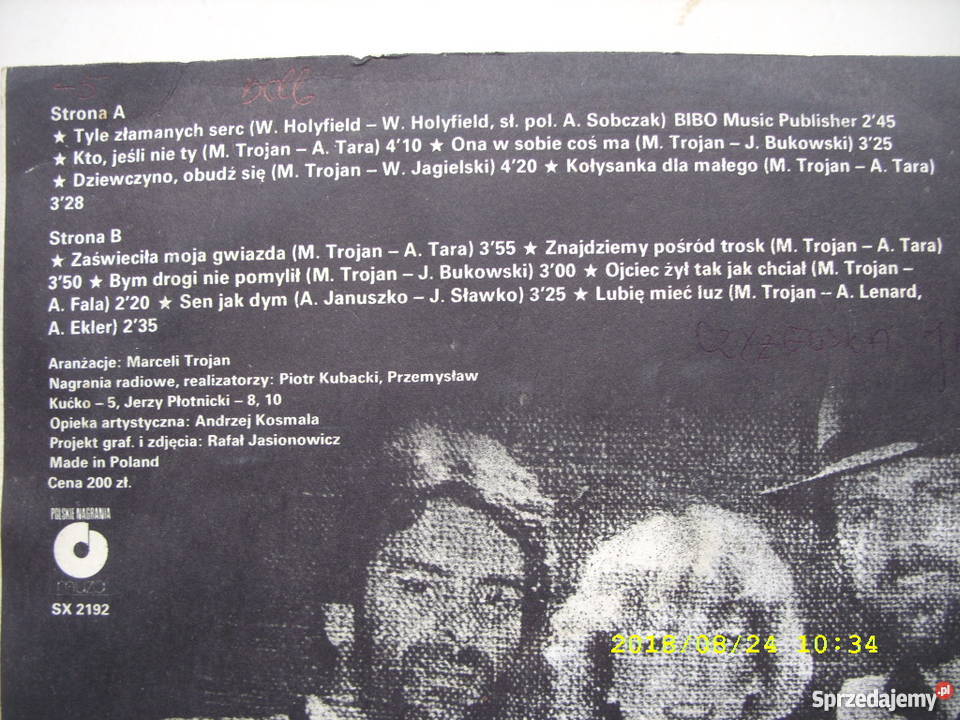 Strona A
★ Tyle złamanych serc (W. Holyfield – W. Holyfield, sł. pol. A. Sobczak) BIBO Music Publisher 2'45
★ Kto, jeśli nie ty (M. Trojan – A. Tara) 4'10 ★ Ona w sobie coś ma (M. Trojan – J. Bukowski) 3'25
★ Dziewczyno, obudź się (M. Trojan – W. Jagielski) 4'20 ★ Kołysanka dla małego (M. Trojan – A. Tara)
3'28
Strona B
★ Zaświeciła moja gwiazda (M. Trojan – A. Tara) 3'55 ★ Znajdziemy pośród trosk (M. Trojan – A. Tara)
3'50 ★ Bym drogi nie pomylił (M. Trojan – J. Bukowski) 3'00 ★ Ojciec żył tak jak chciał (M. Trojan –
A. Fala) 2'20 ★ Sen jak dym (A. Januszko – J. Sławko) 3'25 ★ Lubię mieć luz (M. Trojan – A. Lenard,
A. Ekler) 2'35
Aranżacje: Marceli Trojan
Nagrania radiowe, realizatorzy: Piotr Kubacki, Przemysław
Kućko – 5, Jerzy Płotnicki – 8, 10
Opieka artystyczna: Andrzej Kosmala
Projekt graf. i zdjęcia: Rafał Jasionowicz
Made in Poland
Cena 200 zł.
POLSKIE NAGRANIA
muza
SX 2192
2018/08/24 10:34
Sprzedajemy.pl